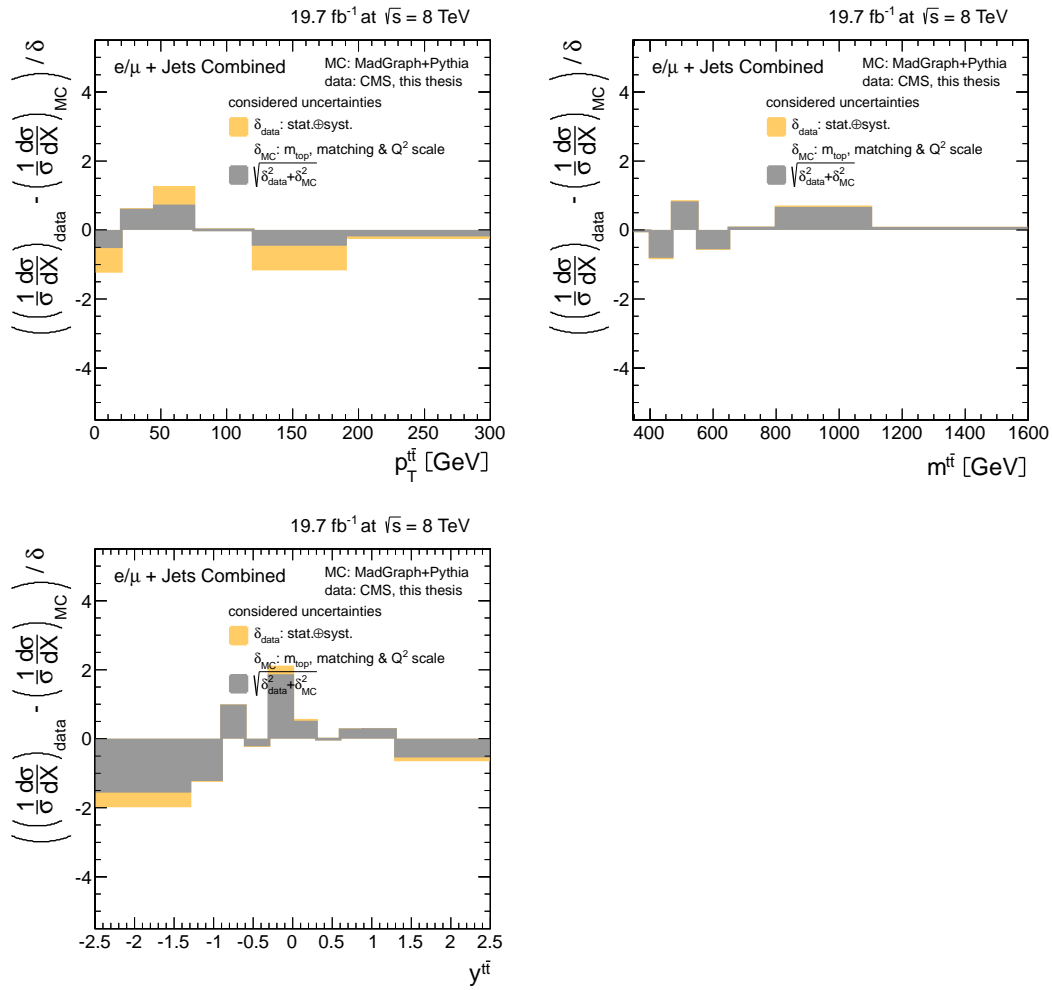 19.7 fb⁻¹ at √s = 8 TeV
e/μ + Jets Combined
MC: MadGraph+Pythia
data: CMS, this thesis
considered uncertainties
δ_data: stat.⊕syst.
δ_MC: m_top, matching & Q² scale
√(δ²_data+δ²_MC)
((1/σ dσ/dX)_data - (1/σ dσ/dX)_MC) / δ
4
2
0
-2
-4
0 50 100 150 200 250 300
p_T^tt̄ [GeV]
19.7 fb⁻¹ at √s = 8 TeV
e/μ + Jets Combined
MC: MadGraph+Pythia
data: CMS, this thesis
considered uncertainties
δ_data: stat.⊕syst.
δ_MC: m_top, matching & Q² scale
√(δ²_data+δ²_MC)
((1/σ dσ/dX)_data - (1/σ dσ/dX)_MC) / δ
4
2
0
-2
-4
400 600 800 1000 1200 1400 1600
m^tt̄ [GeV]
19.7 fb⁻¹ at √s = 8 TeV
e/μ + Jets Combined
MC: MadGraph+Pythia
data: CMS, this thesis
considered uncertainties
δ_data: stat.⊕syst.
δ_MC: m_top, matching & Q² scale
√(δ²_data+δ²_MC)
((1/σ dσ/dX)_data - (1/σ dσ/dX)_MC) / δ
4
2
0
-2
-4
-2.5 -2 -1.5 -1 -0.5 0 0.5 1 1.5 2 2.5
y^tt̄